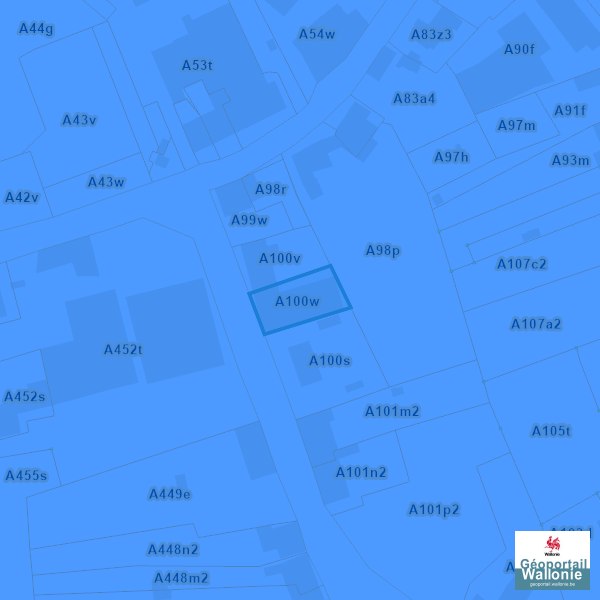 A44g
A54w
A83z3
A90f
A53t
A83a4
A91f
A43v
A97m
A97h
A93m
A43w
A98r
A42v
A99w
A98p
A100v
A107c2
A100w
A107a2
A452t
A100s
A452s
A101m2
A105t
A455s
A101n2
A449e
A101p2
A448n2
A448m2
Wallonie
Géoportail
Wallonie
geoportail.wallonie.be